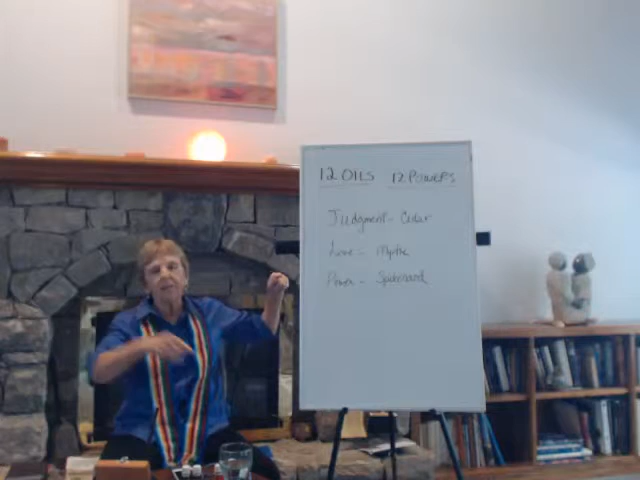 12 OILS 12 POWERS
Judgment - Cedar
Love - Myrtle
Power - Spikenard